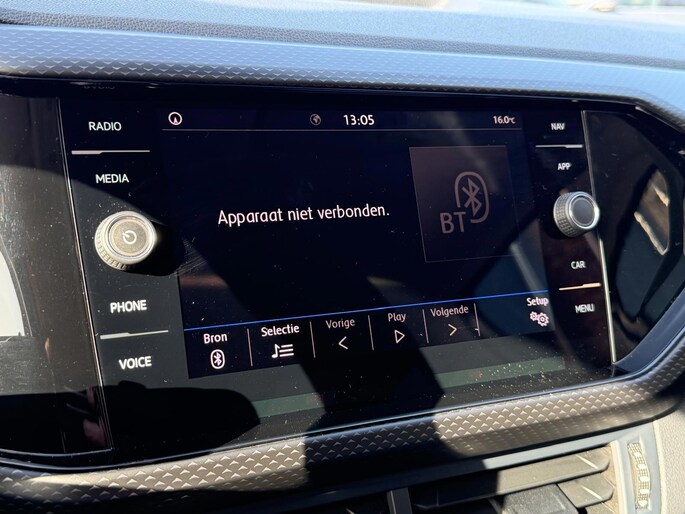 RADIO
MEDIA
PHONE
VOICE
13:05
16.0°C
Apparaat niet verbonden.
BT
Bron
Selectie
Vorige
Play
Volgende
Setup
NAV
APP
CAR
MENU